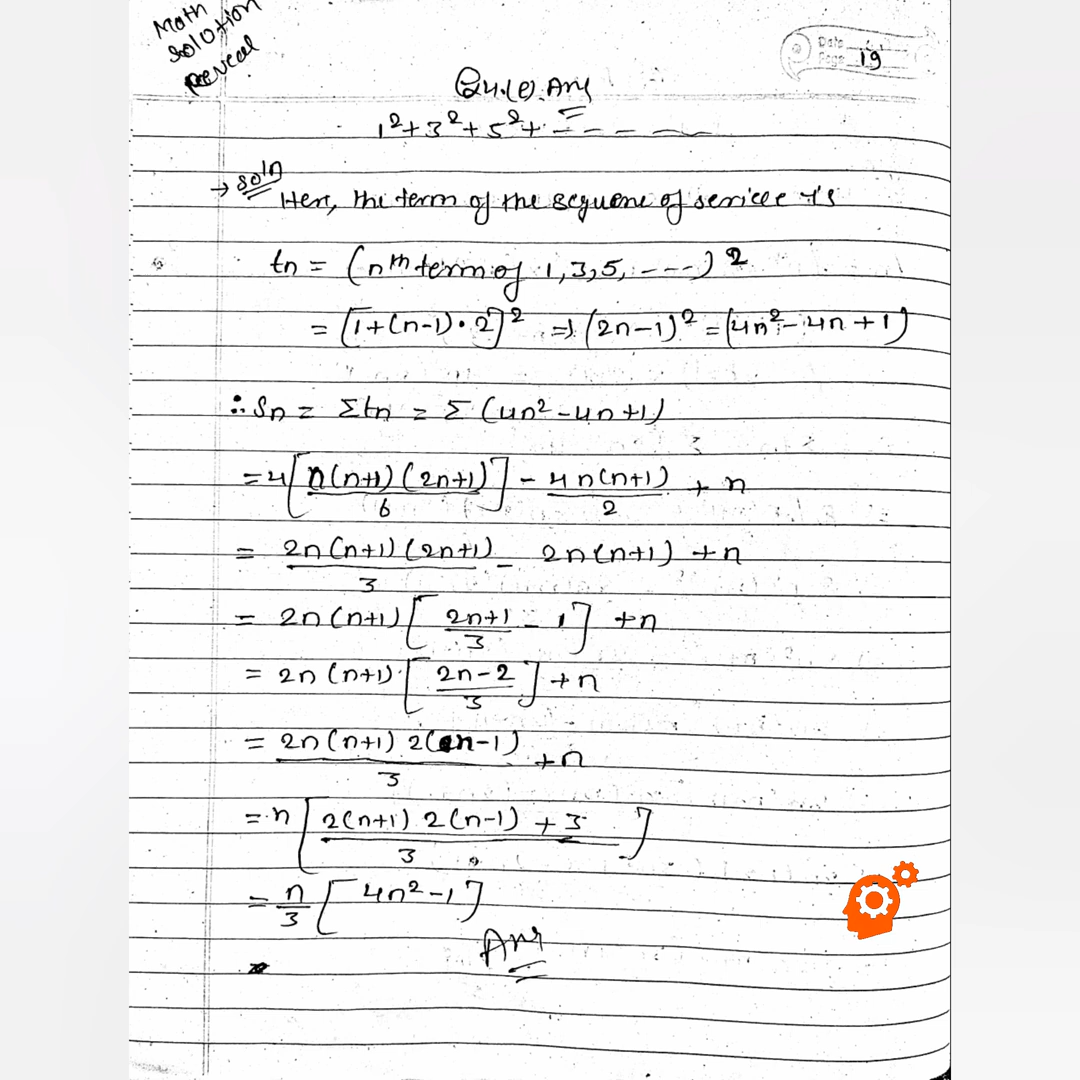 Math
Solution
Reveal
Date
Page 19
Qu.(e). Ans
1²+3²+5²+ - - - - -
→ soln
Here, the term of the sequene of sericee is
tn = (nth term of 1,3,5, ----)²
= [1+(n-1)·2]² ⇒ (2n-1)² = (4n²-4n+1)
∴ Sn = Σtn = Σ (4n²-4n+1)
= 4[n(n+1)(2n+1)/6] - 4n(n+1)/2 + n
= 2n(n+1)(2n+1)/3 - 2n(n+1) + n
= 2n(n+1)[2n+1/3 - 1] + n
= 2n(n+1)[2n-2/3] + n
= 2n(n+1) 2(n-1)/3 + n
= n[2(n+1) 2(n-1) + 3/3]
= n/3 [4n²-1]
Ans